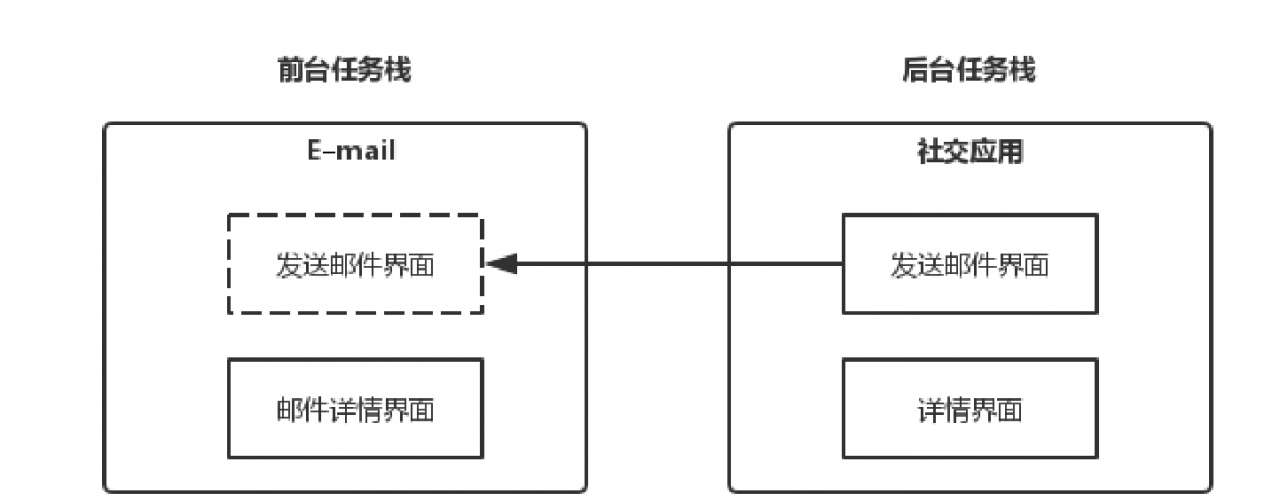 前台任务栈
后台任务栈
E-mail
社交应用
发送邮件界面
发送邮件界面
邮件详情界面
详情界面